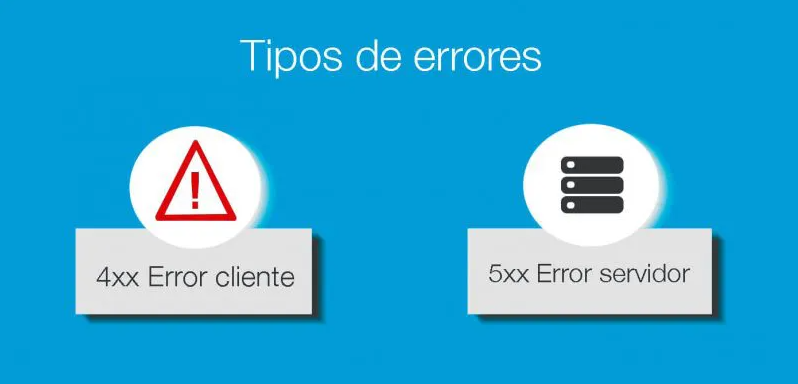 Tipos de errores
4xx Error cliente
5xx Error servidor